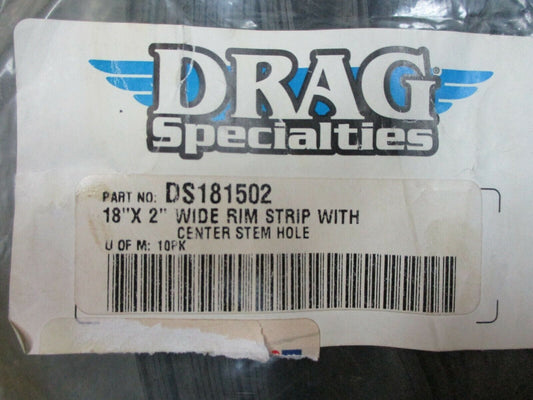 DRAG®
Specialties
PART NO: DS181502
18"X 2" WIDE RIM STRIP WITH
CENTER STEM HOLE
U OF M: 10PK